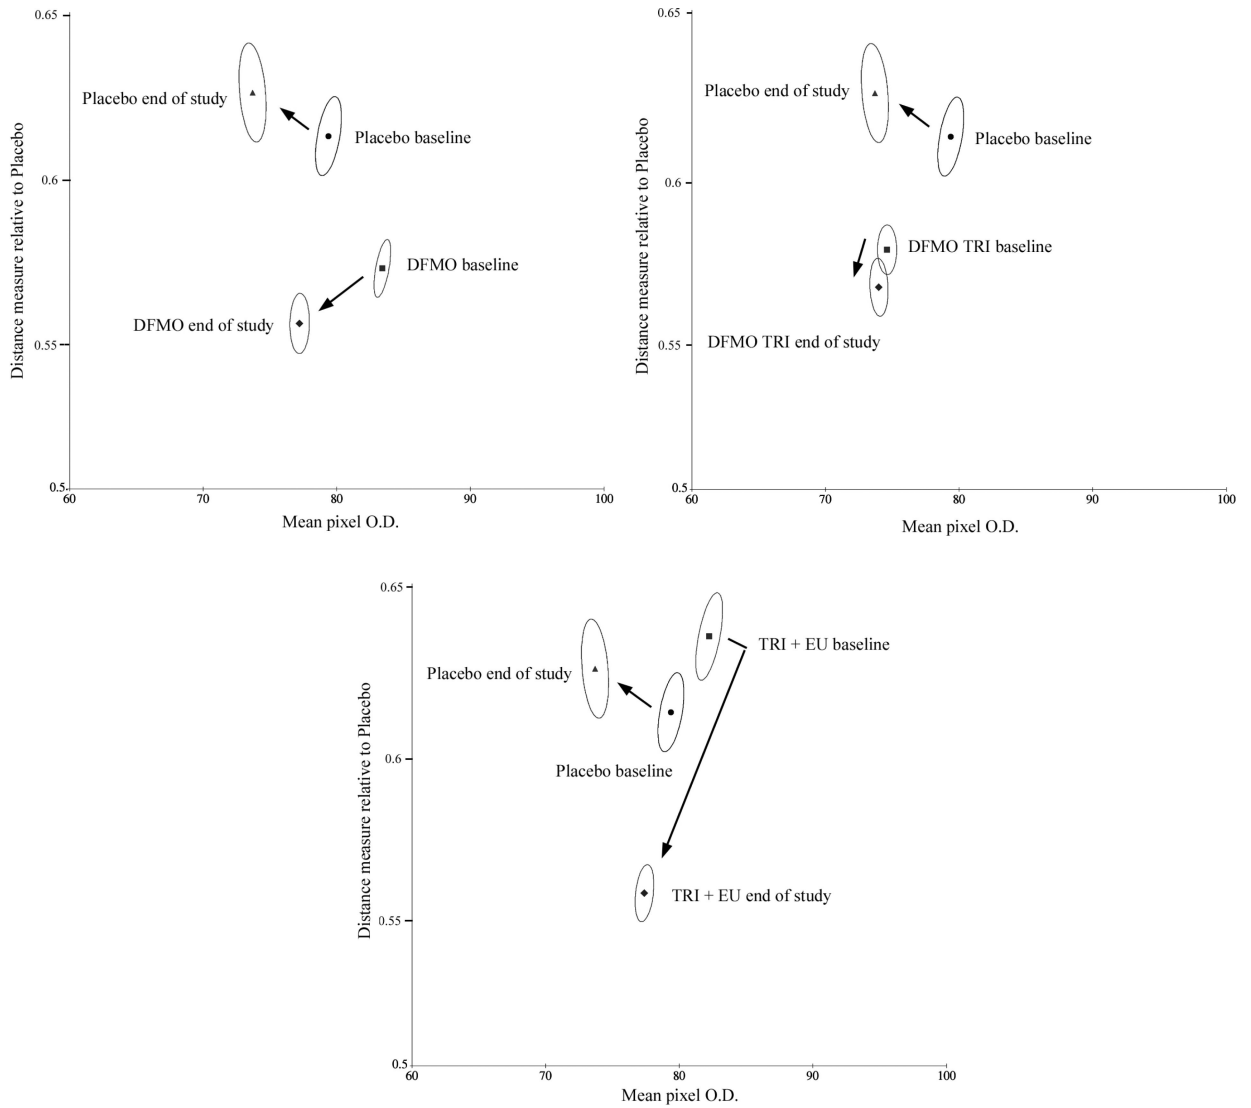 0.65
Placebo end of study
Placebo baseline
0.6
DFMO baseline
DFMO end of study
0.55
0.5
60 70 80 90 100
Mean pixel O.D.
Distance measure relative to Placebo
0.65
Placebo end of study
Placebo baseline
0.6
DFMO TRI baseline
DFMO TRI end of study
0.55
0.5
60 70 80 90 100
Mean pixel O.D.
Distance measure relative to Placebo
0.65
TRI + EU baseline
Placebo end of study
0.6
Placebo baseline
TRI + EU end of study
0.55
0.5
60 70 80 90 100
Mean pixel O.D.
Distance measure relative to Placebo